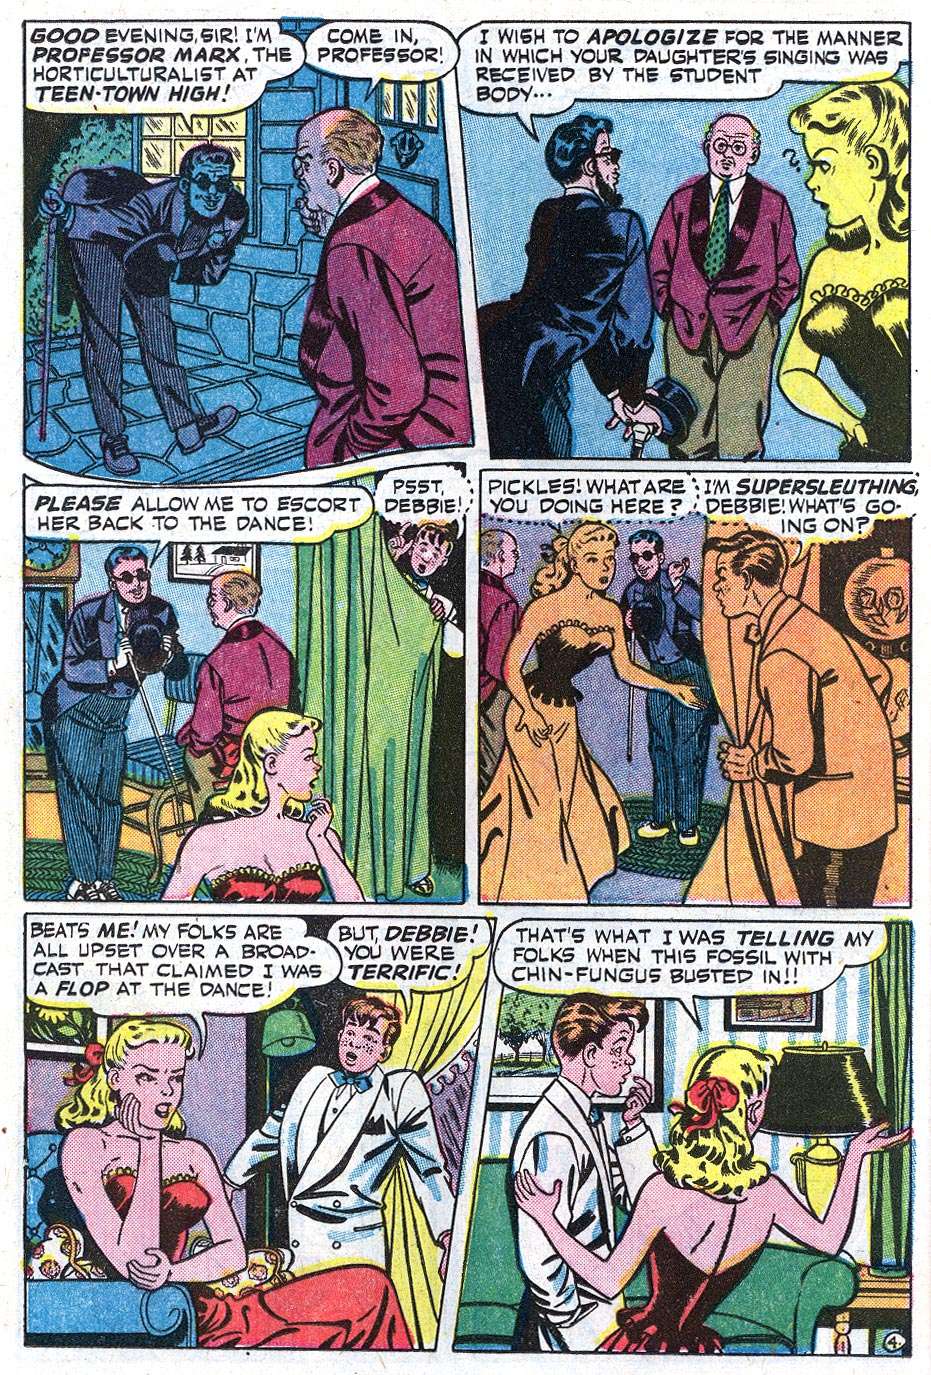 GOOD EVENING, SIR! I'M
PROFESSOR MARX, THE
HORTICULTURALIST AT
TEEN-TOWN HIGH!
COME IN,
PROFESSOR!
I WISH TO APOLOGIZE FOR THE MANNER
IN WHICH YOUR DAUGHTER'S SINGING WAS
RECEIVED BY THE STUDENT
BODY...
?
PLEASE ALLOW ME TO ESCORT
HER BACK TO THE DANCE!
PSST,
DEBBIE!
PICKLES! WHAT ARE
YOU DOING HERE?
I'M SUPERSLEUTHING,
DEBBIE! WHAT'S GO-
ING ON?
BEATS ME! MY FOLKS ARE
ALL UPSET OVER A BROAD-
CAST THAT CLAIMED I WAS
A FLOP AT THE DANCE!
BUT, DEBBIE!
YOU WERE
TERRIFIC!
THAT'S WHAT I WAS TELLING MY
FOLKS WHEN THIS FOSSIL WITH
CHIN-FUNGUS BUSTED IN!!
4